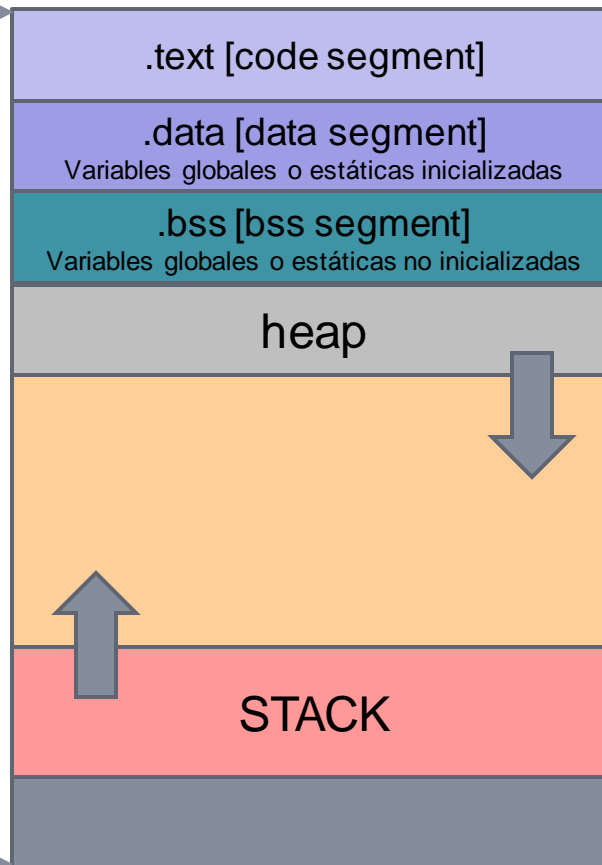 .text [code segment]
.data [data segment]
Variables globales o estáticas inicializadas
.bss [bss segment]
Variables globales o estáticas no inicializadas
heap
STACK